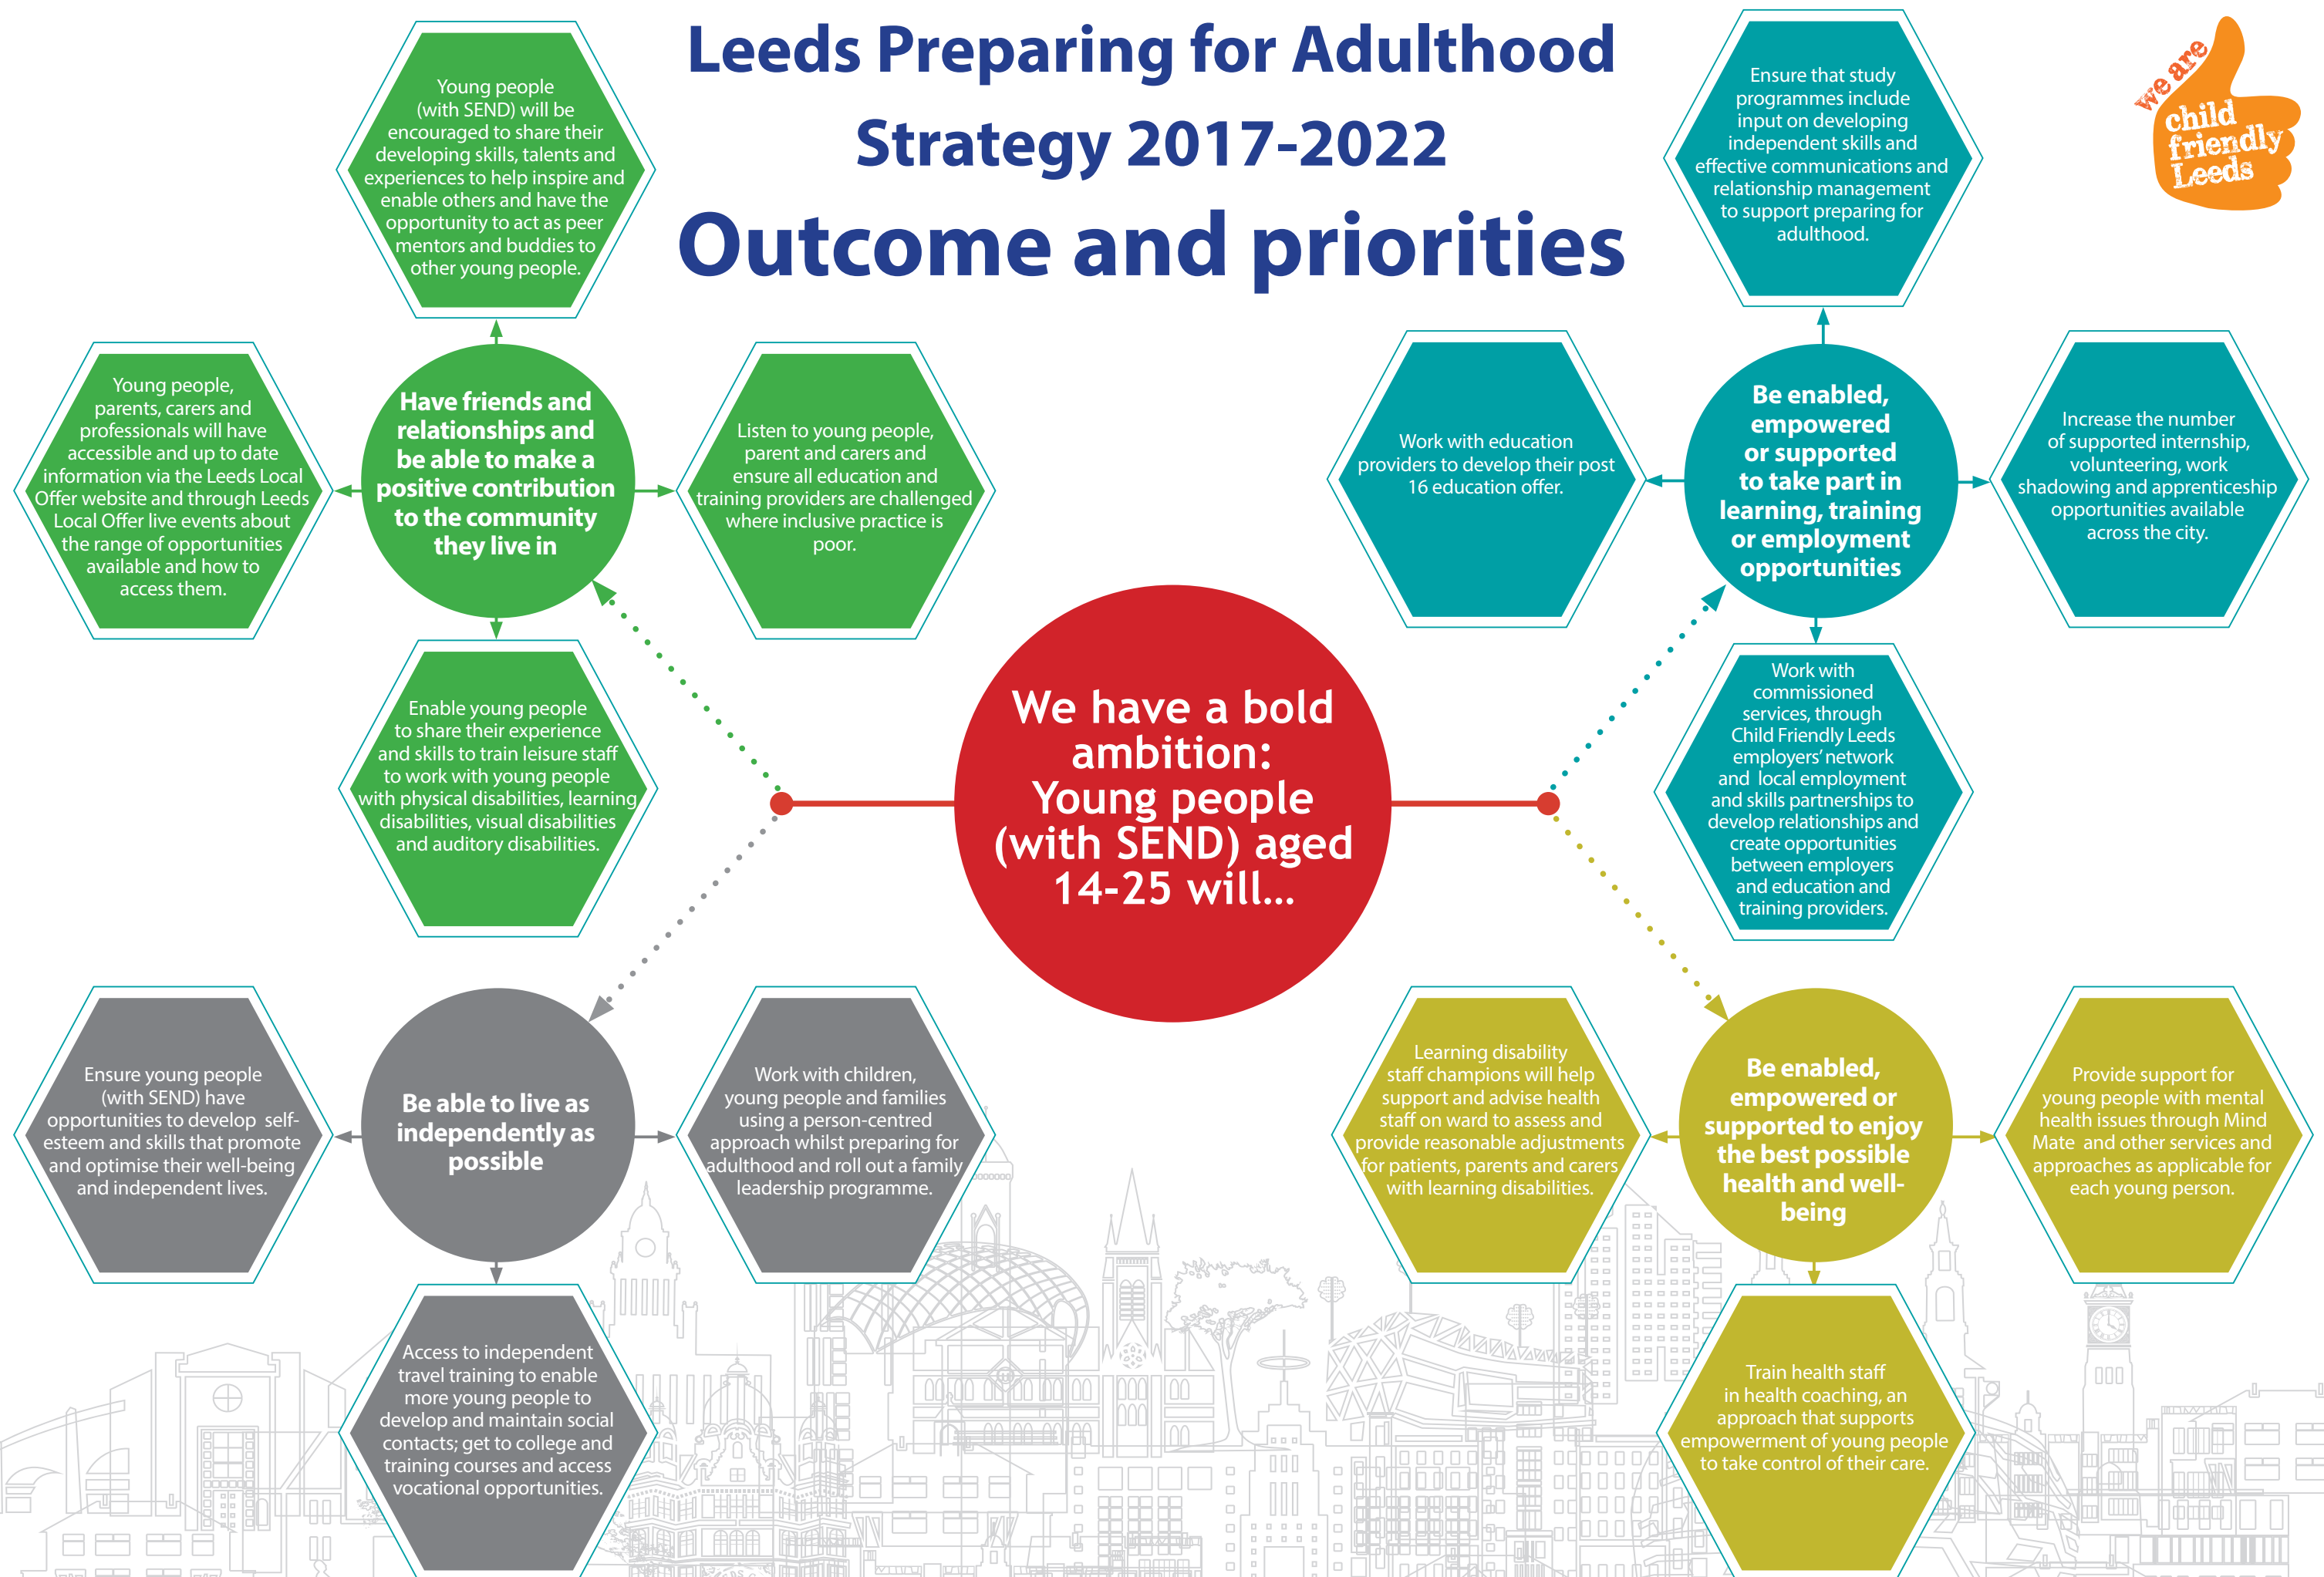 Leeds Preparing for Adulthood
Strategy 2017-2022
Outcome and priorities
we are
child
friendly
Leeds
We have a bold
ambition:
Young people
(with SEND) aged
14-25 will...
Have friends and
relationships and
be able to make a
positive contribution
to the community
they live in
Young people
(with SEND) will be
encouraged to share their
developing skills, talents and
experiences to help inspire and
enable others and have the
opportunity to act as peer
mentors and buddies to
other young people.
Young people,
parents, carers and
professionals will have
accessible and up to date
information via the Leeds Local
Offer website and through Leeds
Local Offer live events about
the range of opportunities
available and how to
access them.
Listen to young people,
parent and carers and
ensure all education and
training providers are challenged
where inclusive practice is
poor.
Enable young people
to share their experience
and skills to train leisure staff
to work with young people
with physical disabilities, learning
disabilities, visual disabilities
and auditory disabilities.
Be enabled,
empowered
or supported
to take part in
learning, training
or employment
opportunities
Ensure that study
programmes include
input on developing
independent skills and
effective communications and
relationship management
to support preparing for
adulthood.
Work with education
providers to develop their post
16 education offer.
Increase the number
of supported internship,
volunteering, work
shadowing and apprenticeship
opportunities available
across the city.
Work with
commissioned
services, through
Child Friendly Leeds
employers’ network
and  local employment
and skills partnerships to
develop relationships and
create opportunities
between employers
and education and
training providers.
Be able to live as
independently as
possible
Ensure young people
(with SEND) have
opportunities to develop  self-
esteem and skills that promote
and optimise their well-being
and independent lives.
Work with children,
young people and families
using a person-centred
approach whilst preparing for
adulthood and roll out a family
leadership programme.
Access to independent
travel training to enable
more young people to
develop and maintain social
contacts; get to college and
training courses and access
vocational opportunities.
Be enabled,
empowered or
supported to enjoy
the best possible
health and well-
being
Learning disability
staff champions will help
support and advise health
staff on ward to assess and
provide reasonable adjustments
for patients, parents and carers
with learning disabilities.
Provide support for
young people with mental
health issues through Mind
Mate  and other services and
approaches as applicable for
each young person.
Train health staff
in health coaching, an
approach that supports
empowerment of young people
to take control of their care.